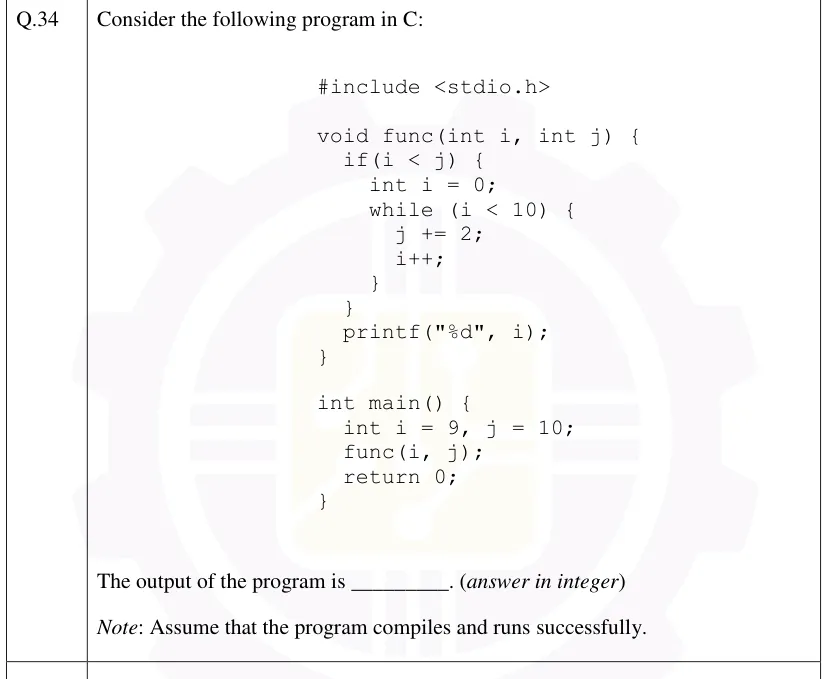 Q.34 Consider the following program in C:
#include <stdio.h>
void func(int i, int j) {
if(i < j) {
int i = 0;
while (i < 10) {
j += 2;
i++;
}
}
printf("%d", i);
}
int main() {
int i = 9, j = 10;
func(i, j);
return 0;
}
The output of the program is _________. (answer in integer)
Note: Assume that the program compiles and runs successfully.